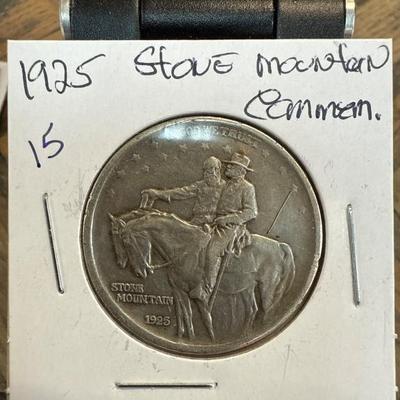 1925 Stone mountain
Commem.
15
IN GOD WE TRUST
STONE
MOUNTAIN
1925